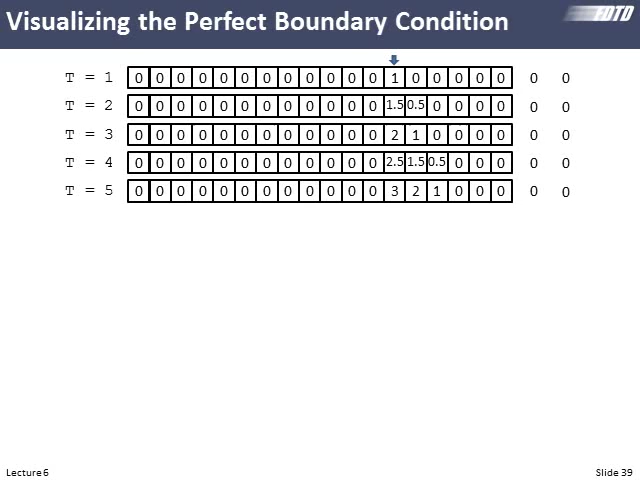 Visualizing the Perfect Boundary Condition
FDTD
T = 1 0 0 0 0 0 0 0 0 0 0 0 0 1 0 0 0 0 0 0 0
T = 2 0 0 0 0 0 0 0 0 0 0 0 0 1.5 0.5 0 0 0 0 0 0
T = 3 0 0 0 0 0 0 0 0 0 0 0 0 2 1 0 0 0 0 0 0
T = 4 0 0 0 0 0 0 0 0 0 0 0 0 2.5 1.5 0.5 0 0 0 0 0
T = 5 0 0 0 0 0 0 0 0 0 0 0 0 3 2 1 0 0 0 0 0
Lecture 6
Slide 39